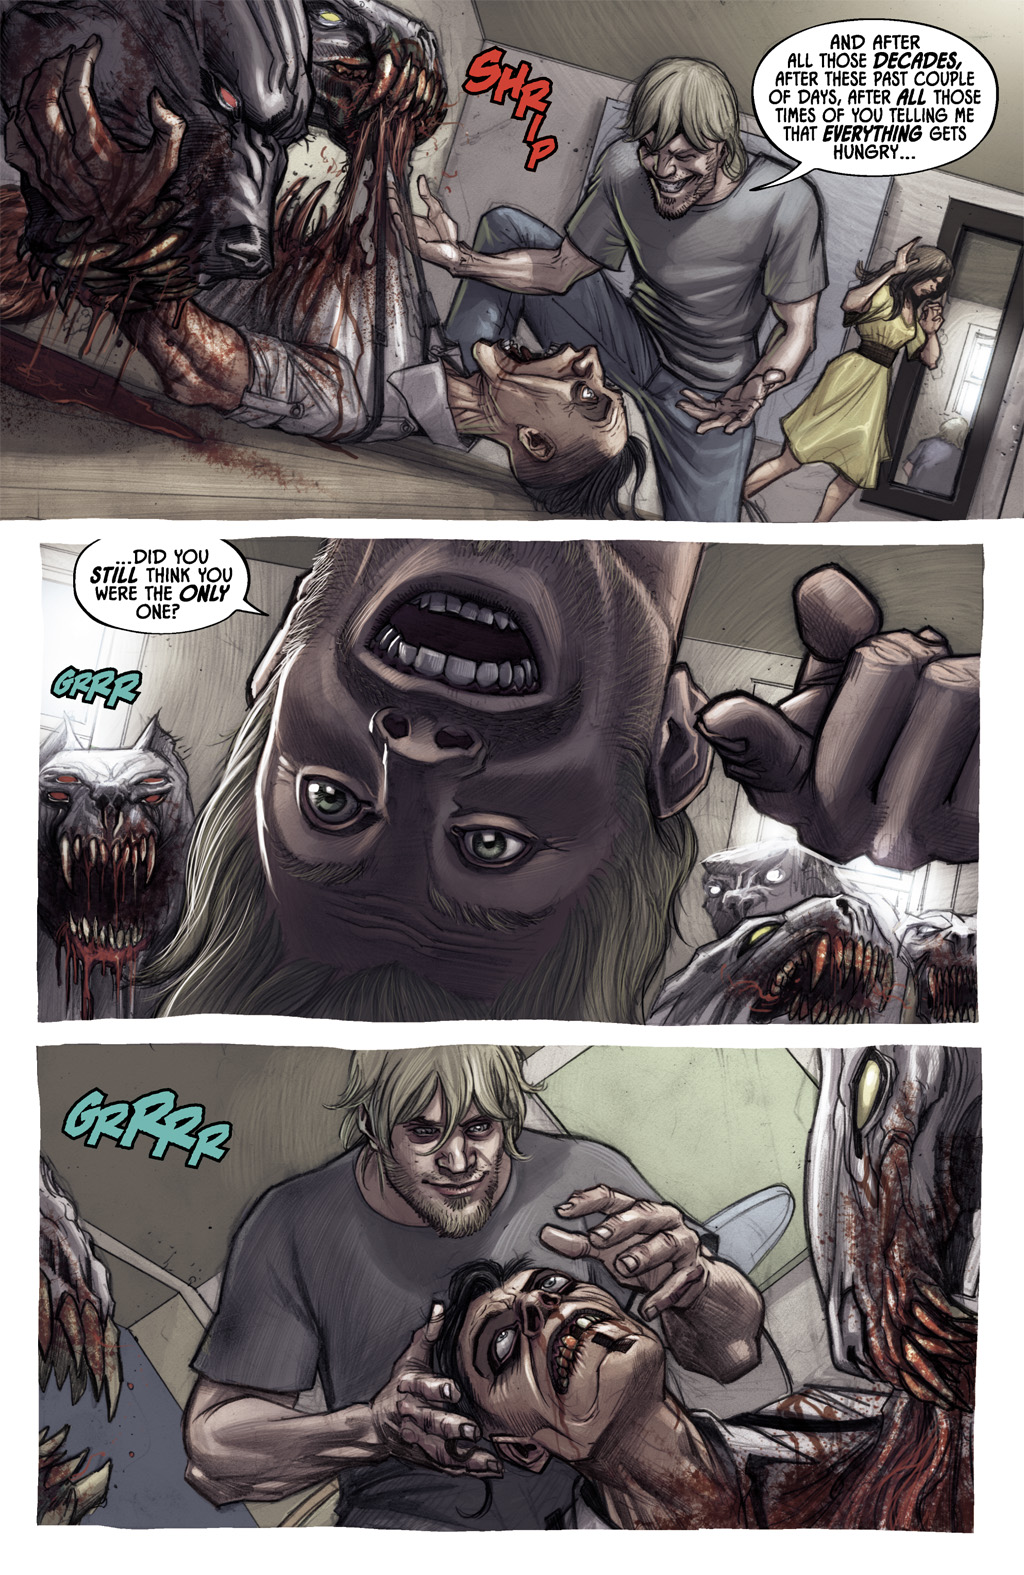 SHRIP
AND AFTER
ALL THOSE DECADES,
AFTER THESE PAST COUPLE
OF DAYS, AFTER ALL THOSE
TIMES OF YOU TELLING ME
THAT EVERYTHING GETS
HUNGRY...
...DID YOU
STILL THINK YOU
WERE THE ONLY
ONE?
GRRR
GRRRR